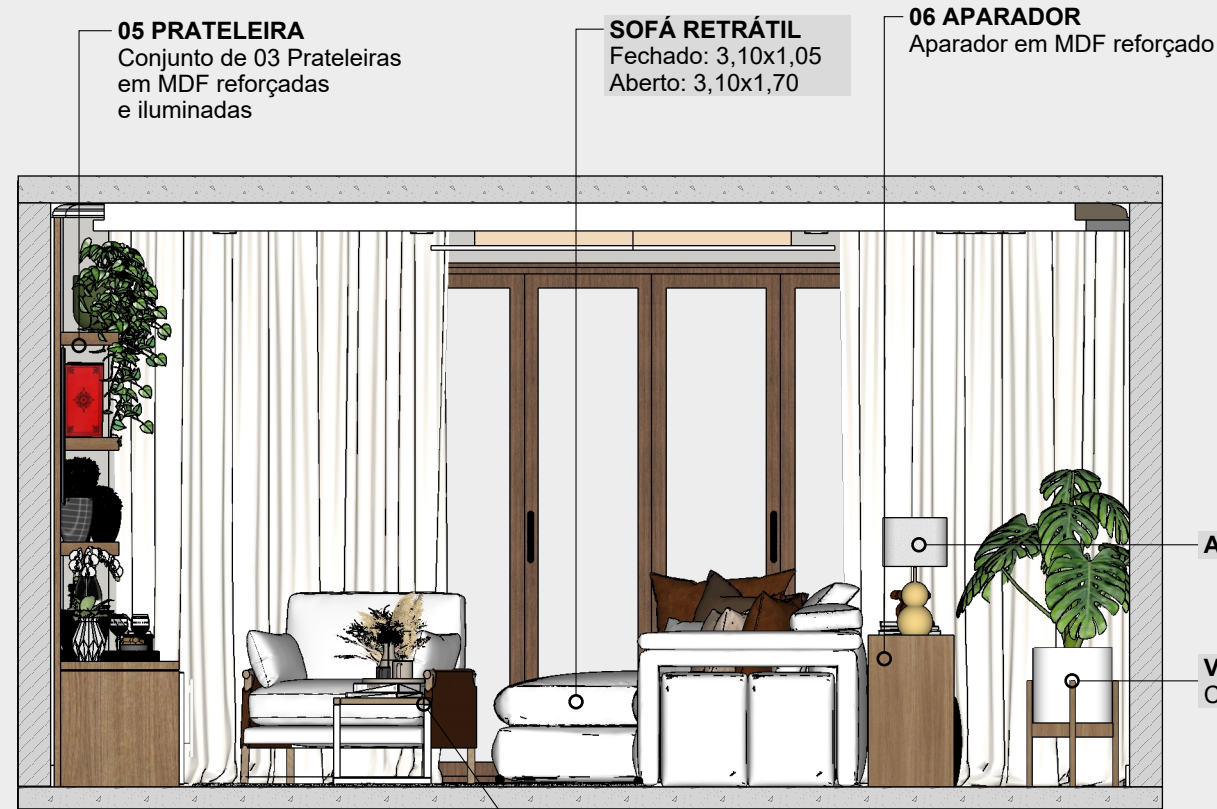 05 PRATELEIRA
Conjunto de 03 Prateleiras
em MDF reforçadas
e iluminadas
SOFÁ RETRÁTIL
Fechado: 3,10x1,05
Aberto: 3,10x1,70
06 APARADOR
Aparador em MDF reforçado
A
V
C